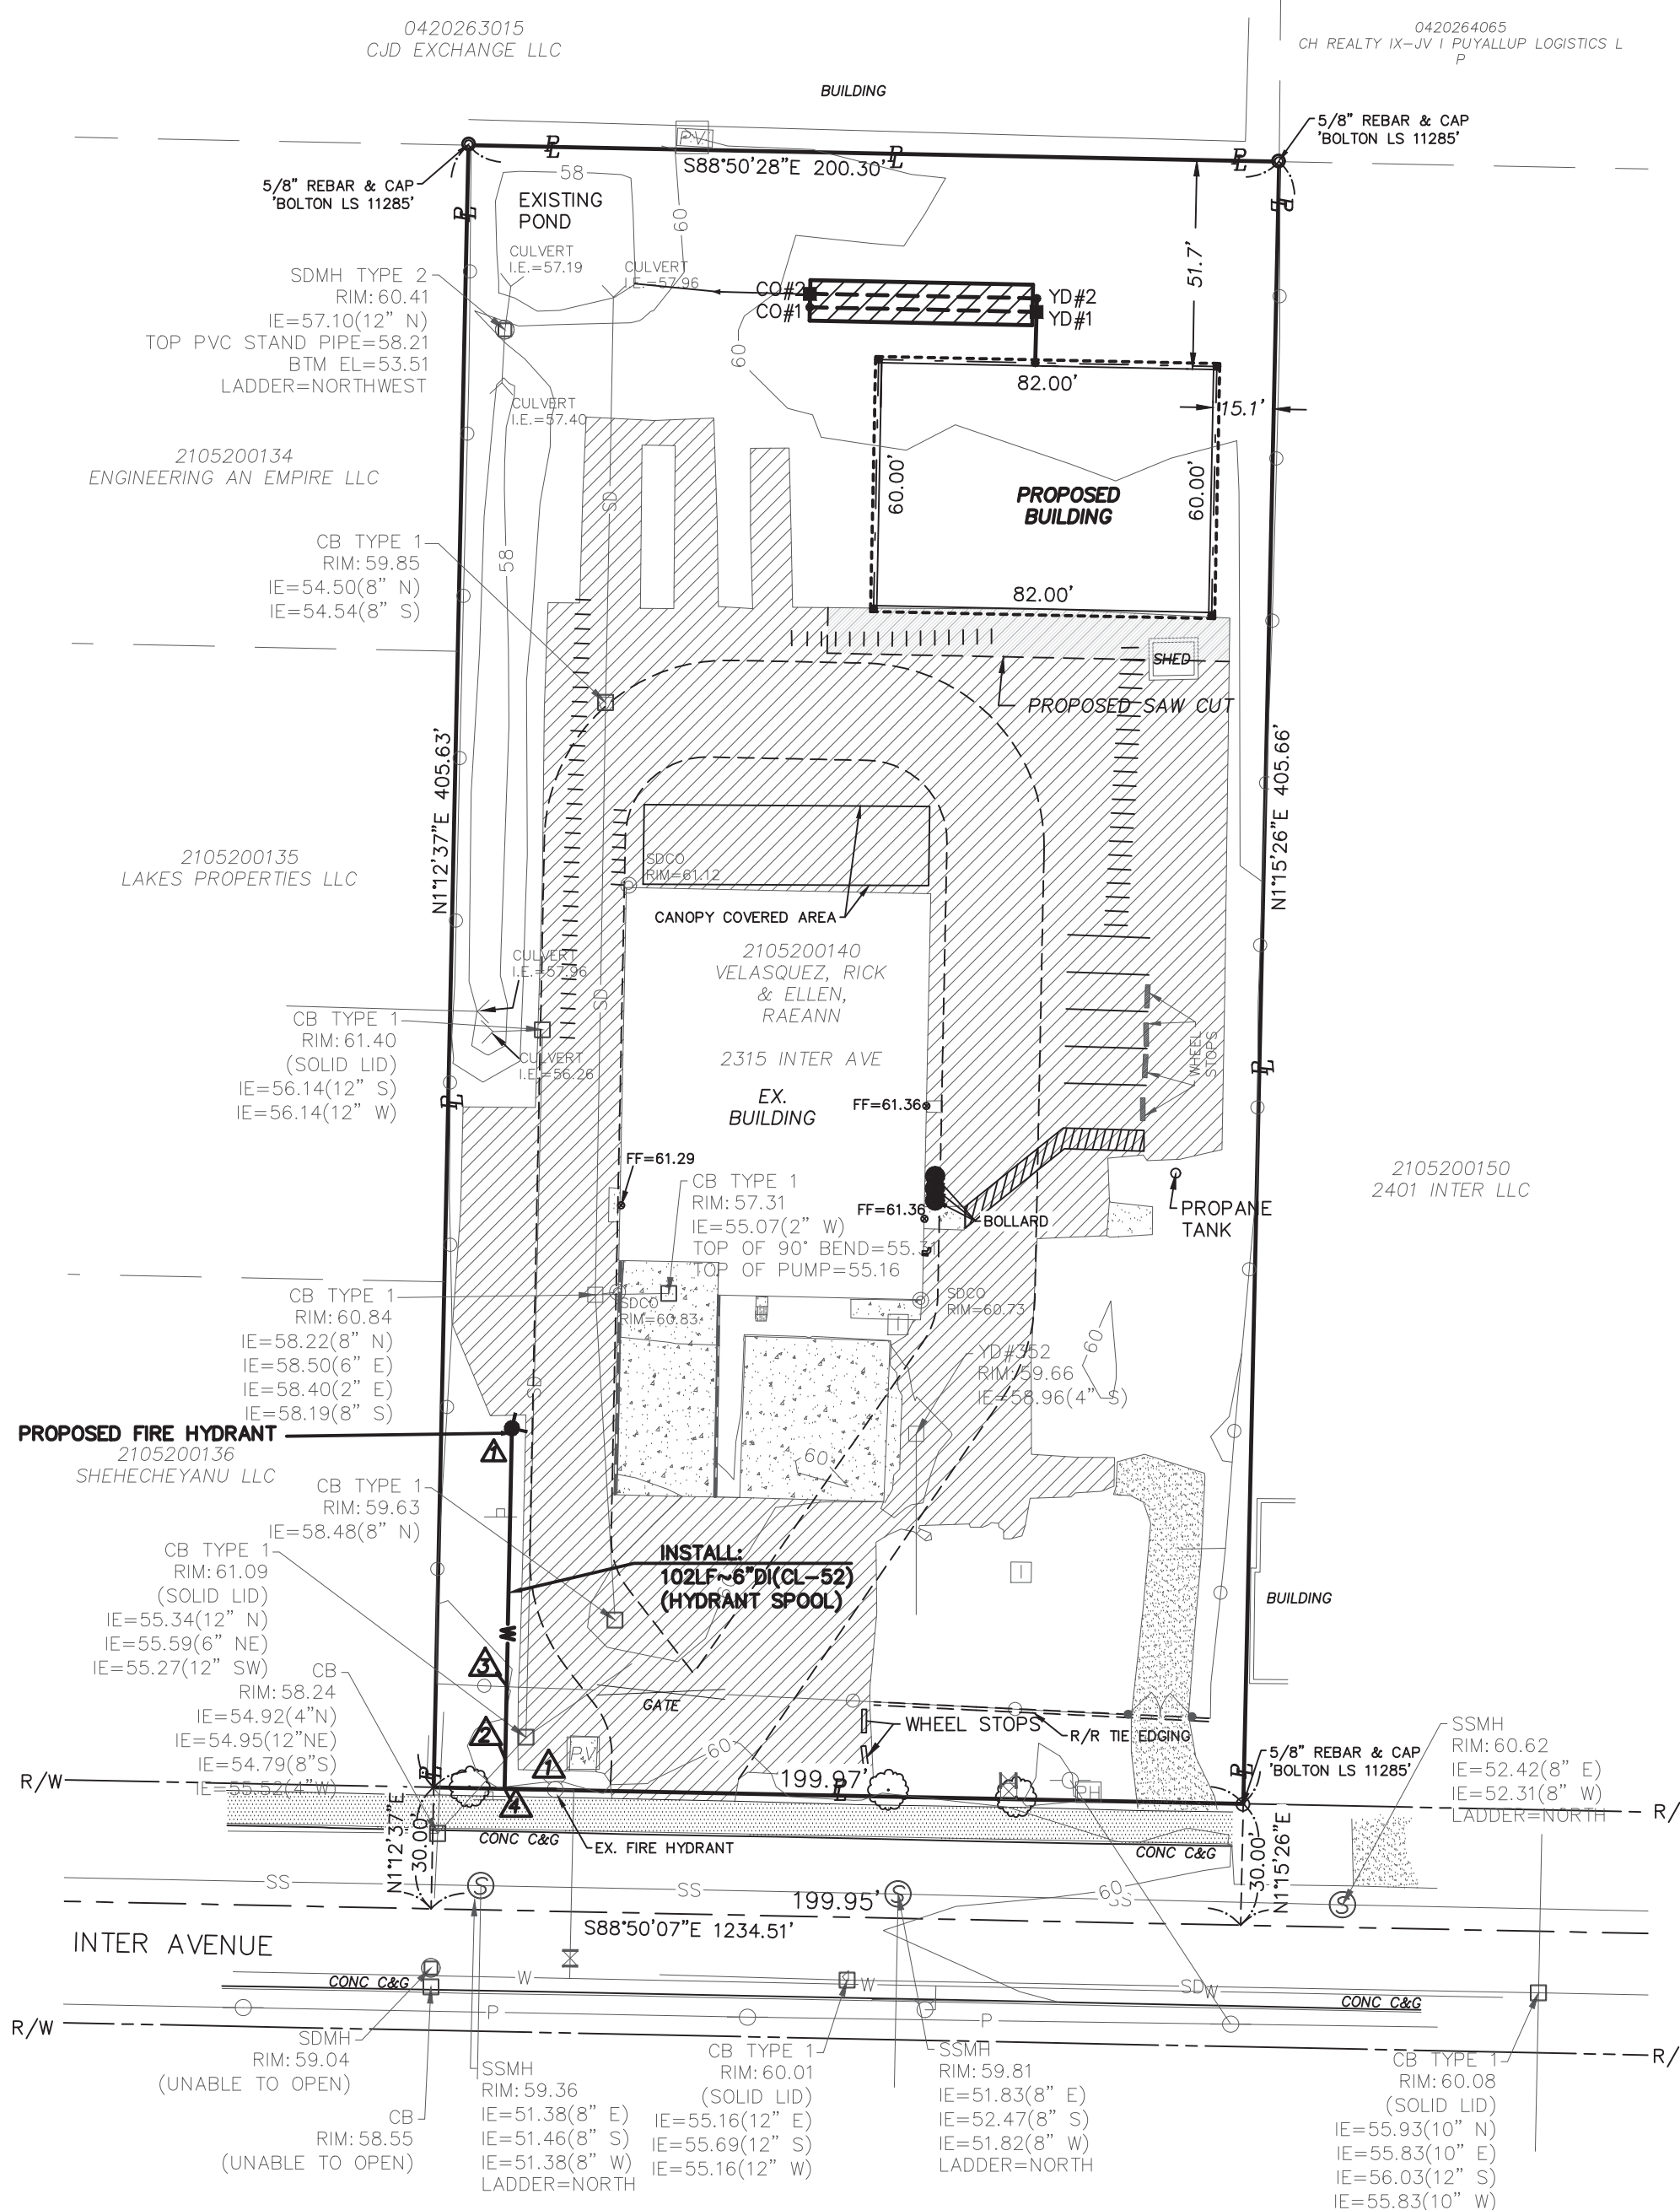 0420263015
CJD EXCHANGE LLC
0420264065
CH REALTY IX-JV I PUYALLUP LOGISTICS L
P
BUILDING
5/8" REBAR & CAP
'BOLTON LS 11285'
5/8" REBAR & CAP
'BOLTON LS 11285'
P.V
S88°50'28"E 200.30'
58
EXISTING
POND
60
CULVERT
I.E.=57.19
CULVERT
I.E.=57.96
SDMH TYPE 2
RIM: 60.41
IE=57.10(12" N)
TOP PVC STAND PIPE=58.21
BTM EL=53.51
LADDER=NORTHWEST
CO#2
CO#1
YD#2
YD#1
51.7'
60
82.00'
15.1'
CULVERT
I.E.=57.40
2105200134
ENGINEERING AN EMPIRE LLC
60.00'
60.00'
PROPOSED
BUILDING
SD
58
CB TYPE 1
RIM: 59.85
IE=54.50(8" N)
IE=54.54(8" S)
82.00'
SHED
PROPOSED SAW CUT
N1°12'37"E 405.63'
N1°15'26"E 405.66'
2105200135
LAKES PROPERTIES LLC
SDCO
RIM=61.12
CANOPY COVERED AREA
2105200140
VELASQUEZ, RICK
& ELLEN,
RAEANN
2315 INTER AVE
EX.
BUILDING
CULVERT
I.E.=57.96
SD
CB TYPE 1
RIM: 61.40
(SOLID LID)
IE=56.14(12" S)
IE=56.14(12" W)
CULVERT
I.E.=56.26
WHEEL
STOPS
FF=61.36
FF=61.29
CB TYPE 1
RIM: 57.31
IE=55.07(2" W)
TOP OF 90° BEND=55.31
TOP OF PUMP=55.16
FF=61.36
BOLLARD
PROPANE
TANK
2105200150
2401 INTER LLC
CB TYPE 1
RIM: 60.84
IE=58.22(8" N)
IE=58.50(6" E)
IE=58.40(2" E)
IE=58.19(8" S)
SDCO
RIM=60.83
SDCO
RIM=60.73
60
YD#352
RIM: 59.66
IE=58.96(4" S)
SD
PROPOSED FIRE HYDRANT
1
2105200136
SHEHECHEYANU LLC
60
CB TYPE 1
RIM: 59.63
IE=58.48(8" N)
INSTALL:
102LF~6"DI(CL-52)
(HYDRANT SPOOL)
CB TYPE 1
RIM: 61.09
(SOLID LID)
IE=55.34(12" N)
IE=55.59(6" NE)
IE=55.27(12" SW)
W
BUILDING
3
CB
RIM: 58.24
IE=54.92(4"N)
IE=54.95(12"NE)
IE=54.79(8"S)
IE=55.52(4"W)
GATE
2
WHEEL STOPS
R/R TIE EDGING
P.V
60
1
199.97'
SSMH
RIM: 60.62
IE=52.42(8" E)
IE=52.31(8" W)
LADDER=NORTH
5/8" REBAR & CAP
'BOLTON LS 11285'
R/W
4
PH
R/
CONC C&G
EX. FIRE HYDRANT
CONC C&G
N1°12'37"E
30.00'
30.00'
N1°15'26"E
SS
S
SS
S
199.95'
60
SS
S
S88°50'07"E 1234.51'
INTER AVENUE
CONC C&G
W
W
SD
W
CONC C&G
P
P
R/W
R/
SDMH
RIM: 59.04
(UNABLE TO OPEN)
CB
RIM: 58.55
(UNABLE TO OPEN)
SSMH
RIM: 59.36
IE=51.38(8" E)
IE=51.46(8" S)
IE=51.38(8" W)
LADDER=NORTH
CB TYPE 1
RIM: 60.01
(SOLID LID)
IE=55.16(12" E)
IE=55.69(12" S)
IE=55.16(12" W)
SSMH
RIM: 59.81
IE=51.83(8" E)
IE=52.47(8" S)
IE=51.82(8" W)
LADDER=NORTH
CB TYPE 1
RIM: 60.08
(SOLID LID)
IE=55.93(10" N)
IE=55.83(10" E)
IE=56.03(12" S)
IE=55.83(10" W)